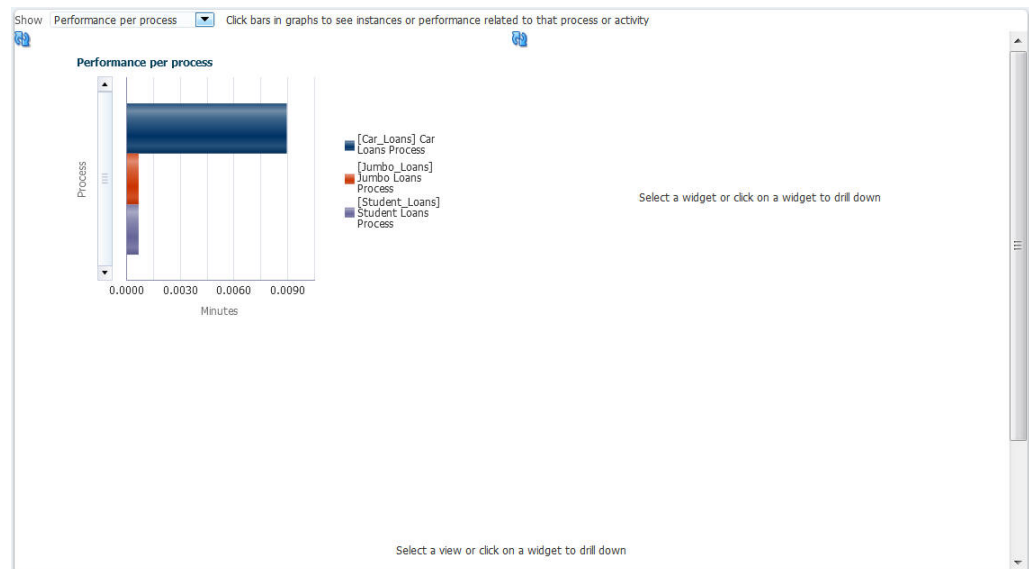 Show Performance per process Click bars in graphs to see instances or performance related to that process or activity
Performance per process
Process
[Car_Loans] Car
Loans Process
[Jumbo_Loans]
Jumbo Loans
Process
[Student_Loans]
Student Loans
Process
0.0000 0.0030 0.0060 0.0090
Minutes
Select a widget or click on a widget to drill down
Select a view or click on a widget to drill down